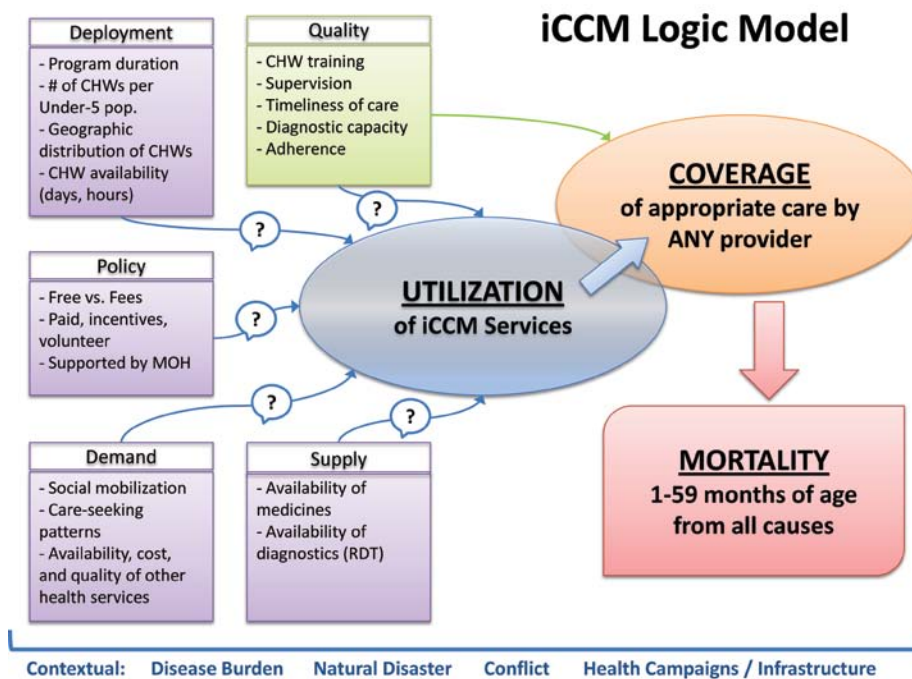 iCCM Logic Model
Deployment
- Program duration
- # of CHWs per
Under-5 pop.
- Geographic
distribution of CHWs
- CHW availability
(days, hours)
Quality
- CHW training
- Supervision
- Timeliness of care
- Diagnostic capacity
- Adherence
COVERAGE
of appropriate care by
ANY provider
?
?
Policy
- Free vs. Fees
- Paid, incentives,
volunteer
- Supported by MOH
?
UTILIZATION
of iCCM Services
?
?
Demand
- Social mobilization
- Care-seeking
patterns
- Availability, cost,
and quality of other
health services
Supply
- Availability of
medicines
- Availability of
diagnostics (RDT)
MORTALITY
1-59 months of age
from all causes
Contextual: Disease Burden Natural Disaster Conflict Health Campaigns / Infrastructure